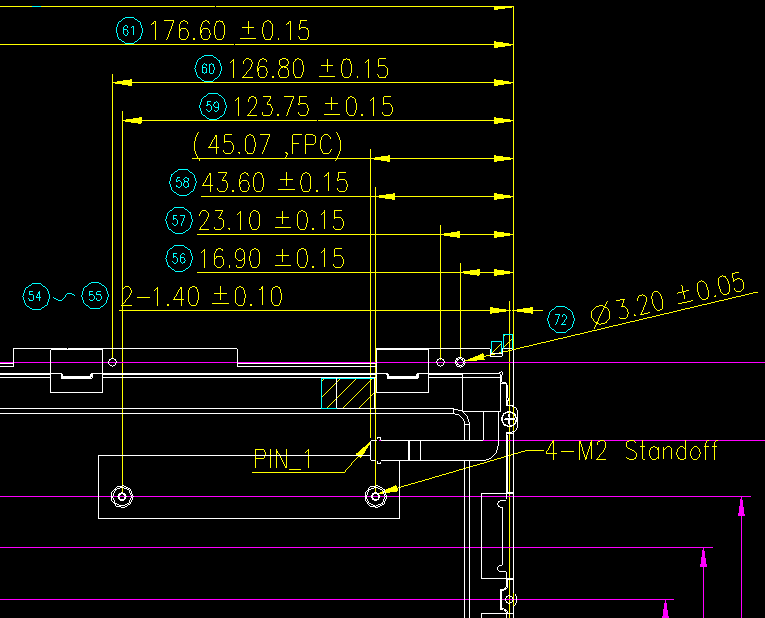 61 176.60 ±0.15
60 126.80 ±0.15
59 123.75 ±0.15
(45.07 ,FPC)
58 43.60 ±0.15
57 23.10 ±0.15
56 16.90 ±0.15
54 ~ 55 2-1.40 ±0.10
72 Ø3.20 ±0.05
PIN_1
4-M2 Standoff